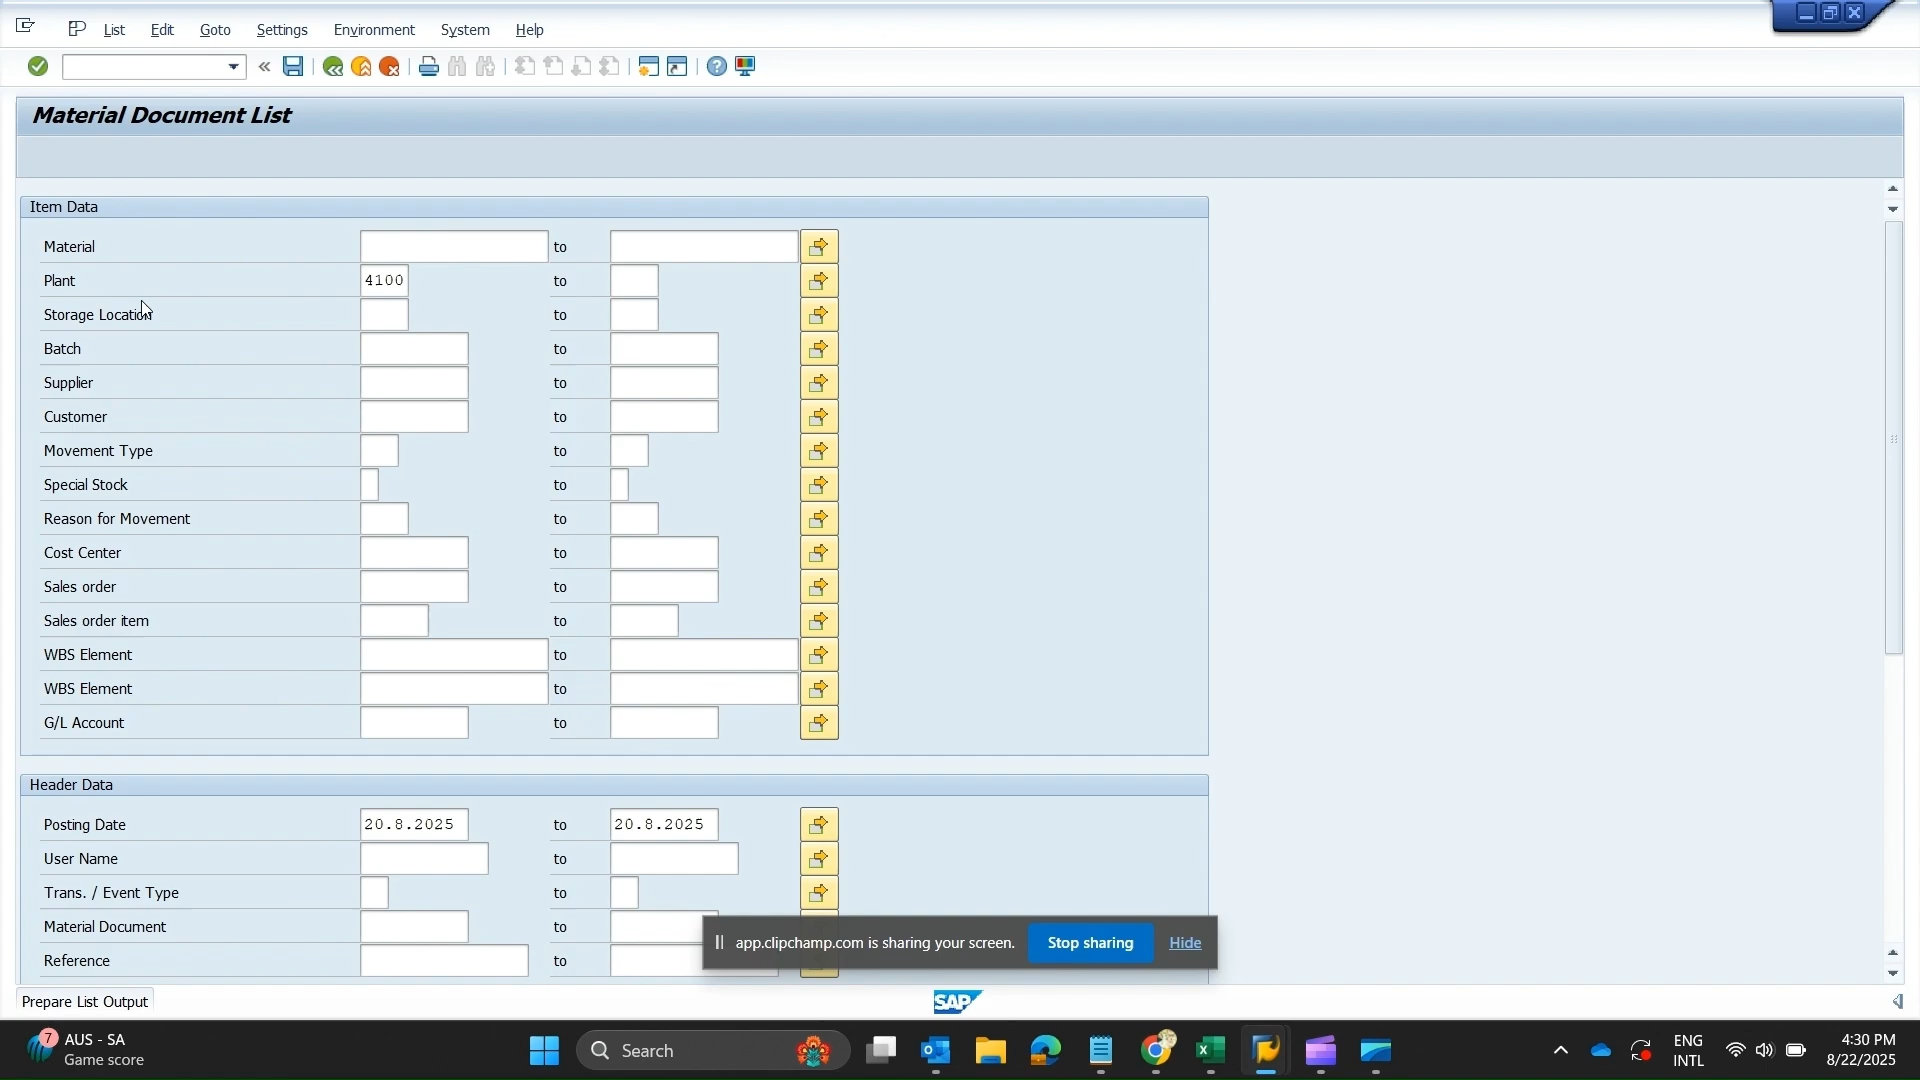 List Edit Goto Settings Environment System Help
Material Document List
Item Data
Material to
Plant 4100 to
Storage Location to
Batch to
Supplier to
Customer to
Movement Type to
Special Stock to
Reason for Movement to
Cost Center to
Sales order to
Sales order item to
WBS Element to
WBS Element to
G/L Account to
Header Data
Posting Date 20.8.2025 to 20.8.2025
User Name to
Trans. / Event Type to
Material Document to
Reference to
app.clipchamp.com is sharing your screen. Stop sharing Hide
Prepare List Output
SAP
7
AUS - SA
Game score
Search
ENG
INTL
4:30 PM
8/22/2025